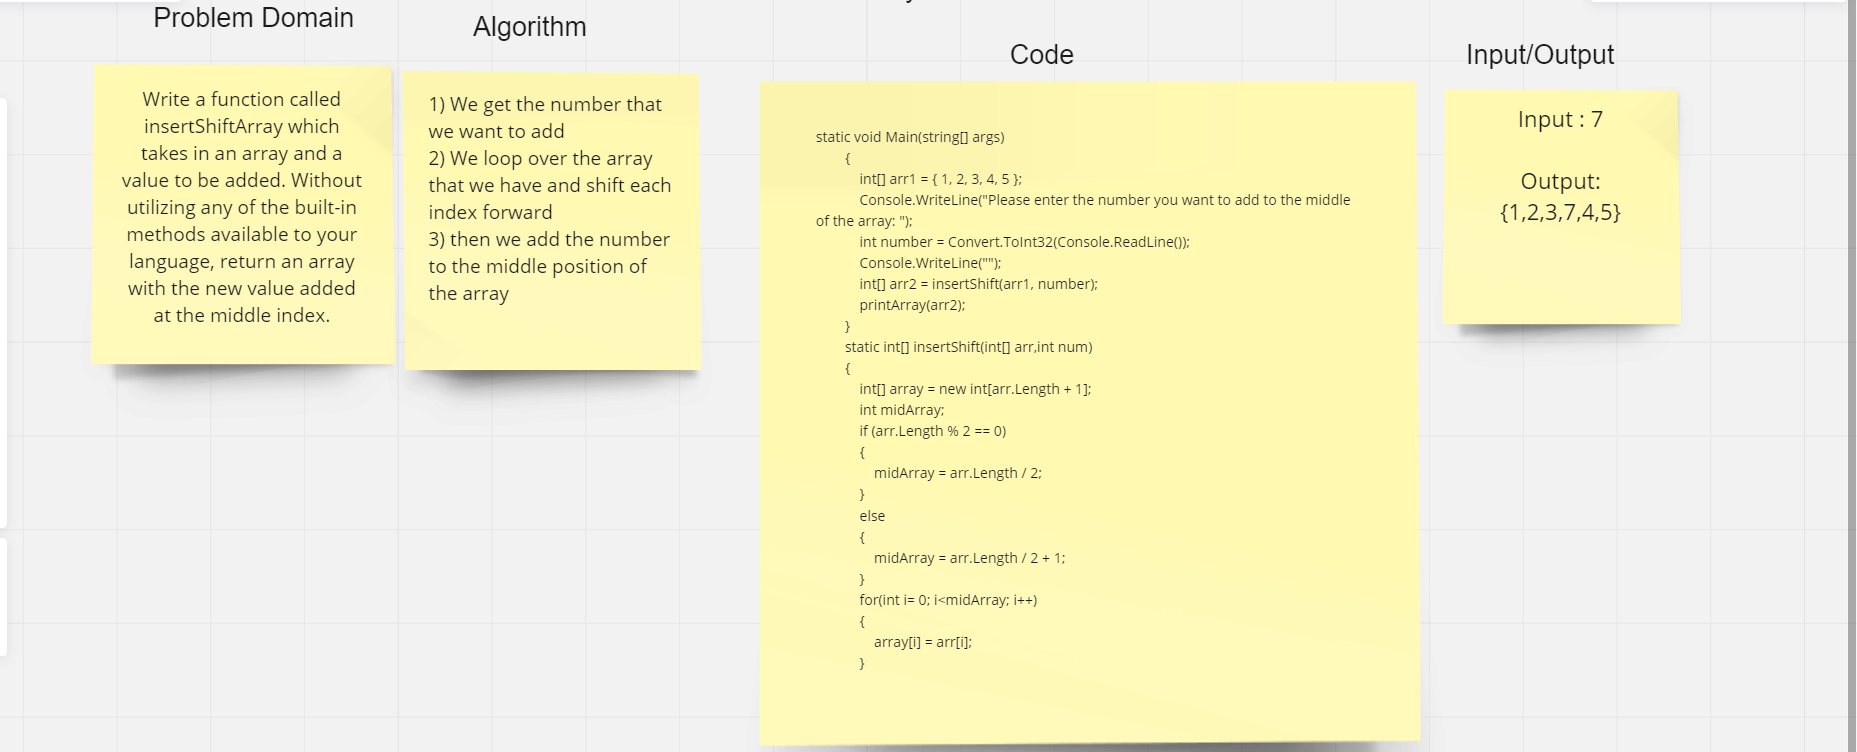 Problem Domain
Write a function called
insertShiftArray which
takes in an array and a
value to be added. Without
utilizing any of the built-in
methods available to your
language, return an array
with the new value added
at the middle index.
Algorithm
1) We get the number that
we want to add
2) We loop over the array
that we have and shift each
index forward
3) then we add the number
to the middle position of
the array
Code
static void Main(string[] args)
{
int[] arr1 = { 1, 2, 3, 4, 5 };
Console.WriteLine("Please enter the number you want to add to the middle
of the array: ");
int number = Convert.ToInt32(Console.ReadLine());
Console.WriteLine("");
int[] arr2 = insertShift(arr1, number);
printArray(arr2);
}
static int[] insertShift(int[] arr,int num)
{
int[] array = new int[arr.Length + 1];
int midArray;
if (arr.Length % 2 == 0)
{
midArray = arr.Length / 2;
}
else
{
midArray = arr.Length / 2 + 1;
}
for(int i= 0; i<midArray; i++)
{
array[i] = arr[i];
}
Input/Output
Input : 7
Output:
{1,2,3,7,4,5}